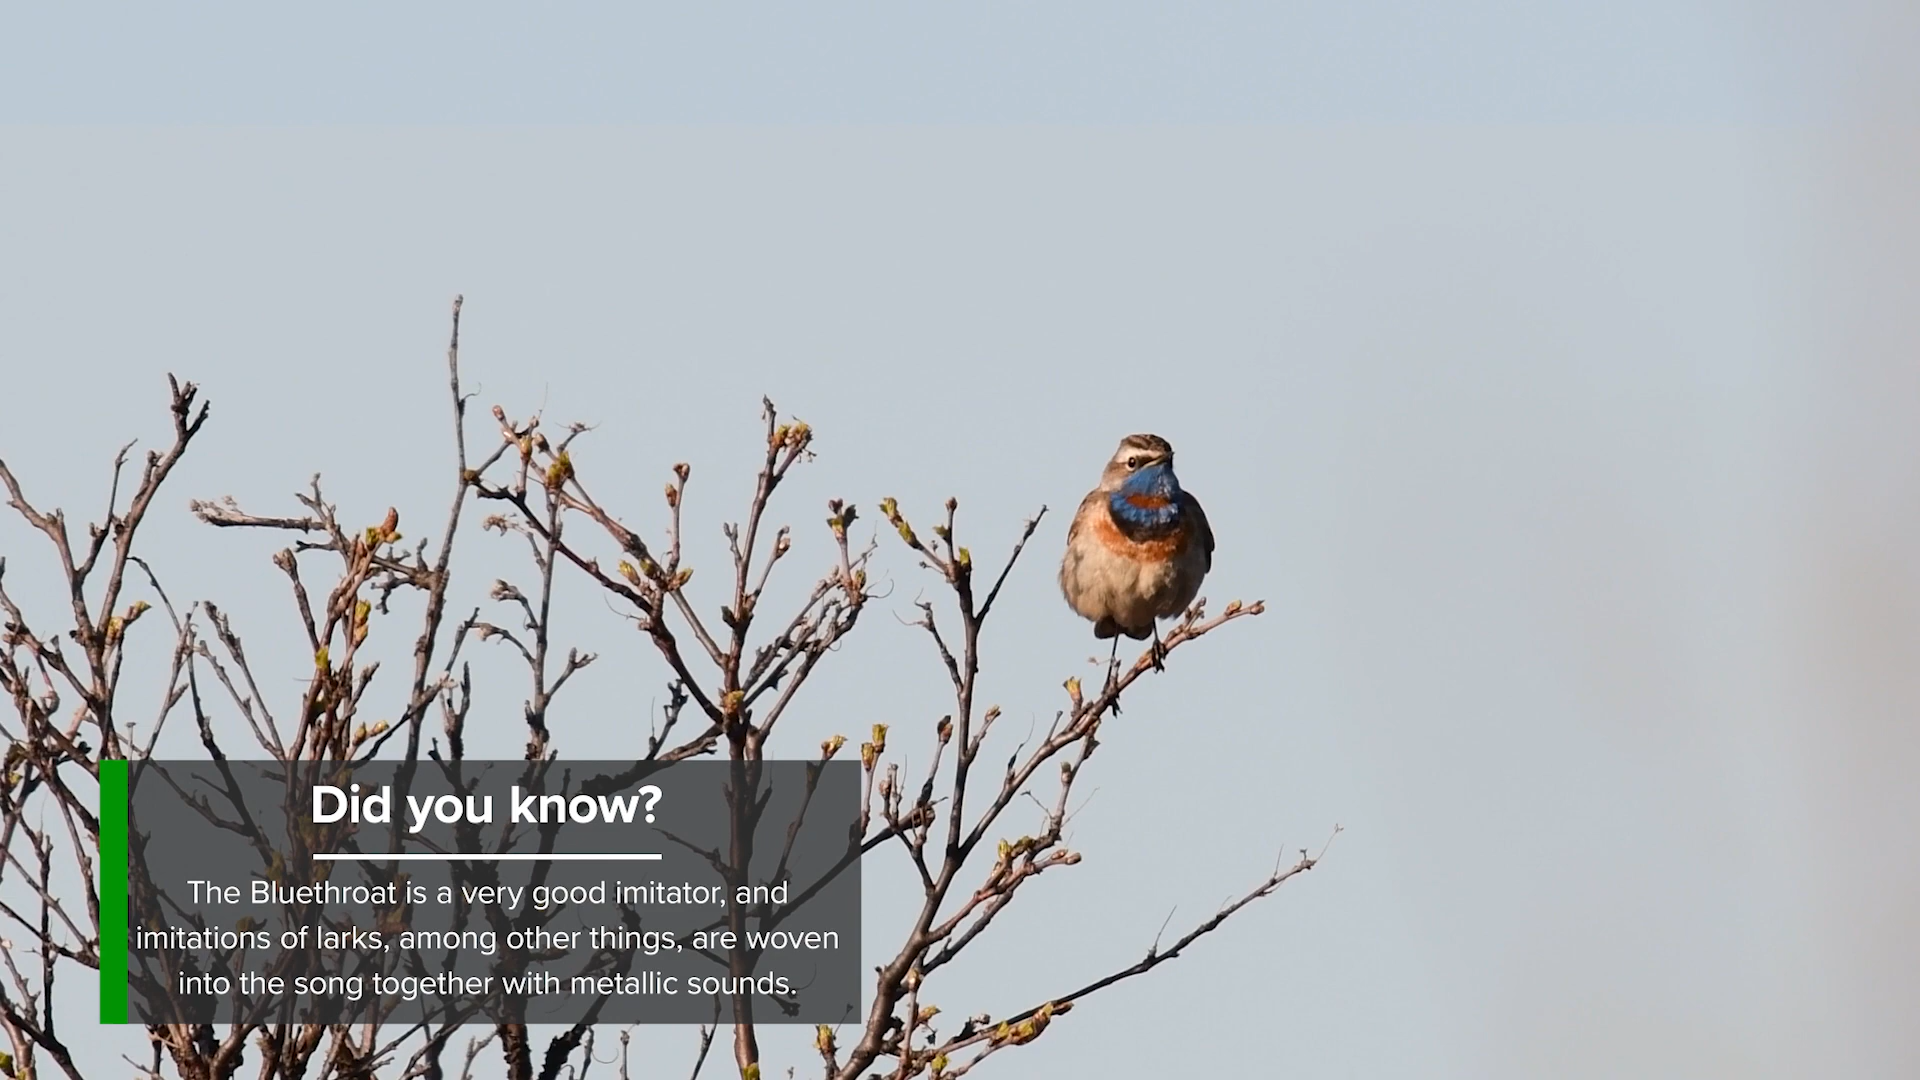 Did you know?
The Bluethroat is a very good imitator, and
imitations of larks, among other things, are woven
into the song together with metallic sounds.